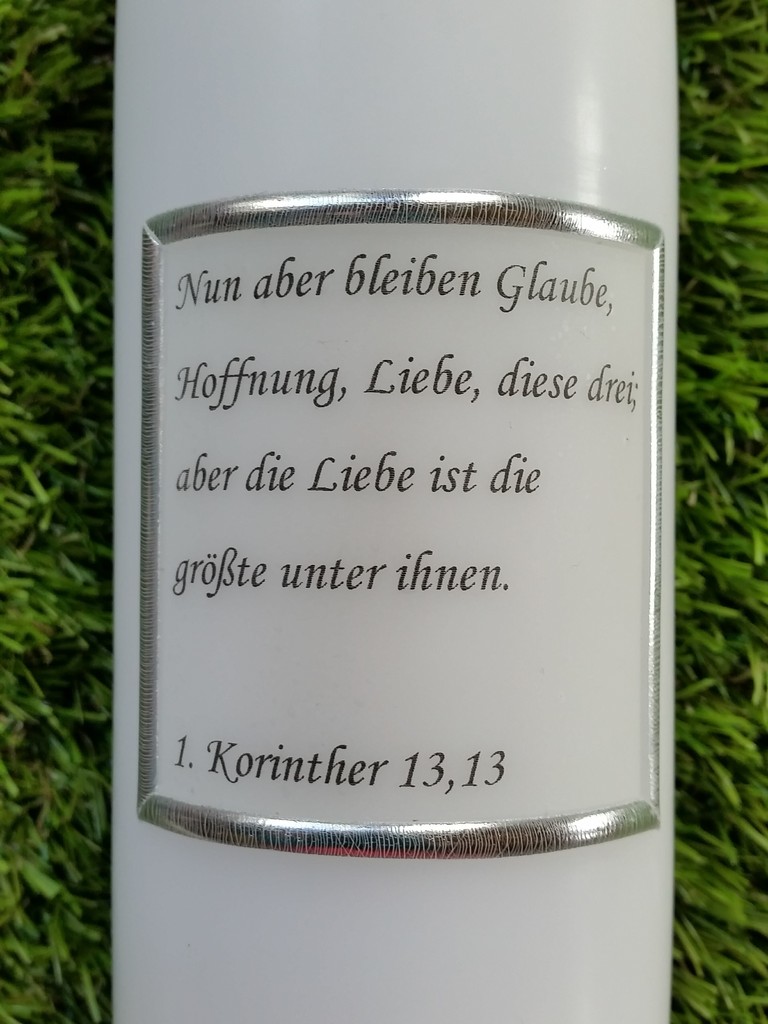 Nun aber bleiben Glaube,
Hoffnung, Liebe, diese drei;
aber die Liebe ist die
größte unter ihnen.
1. Korinther 13,13